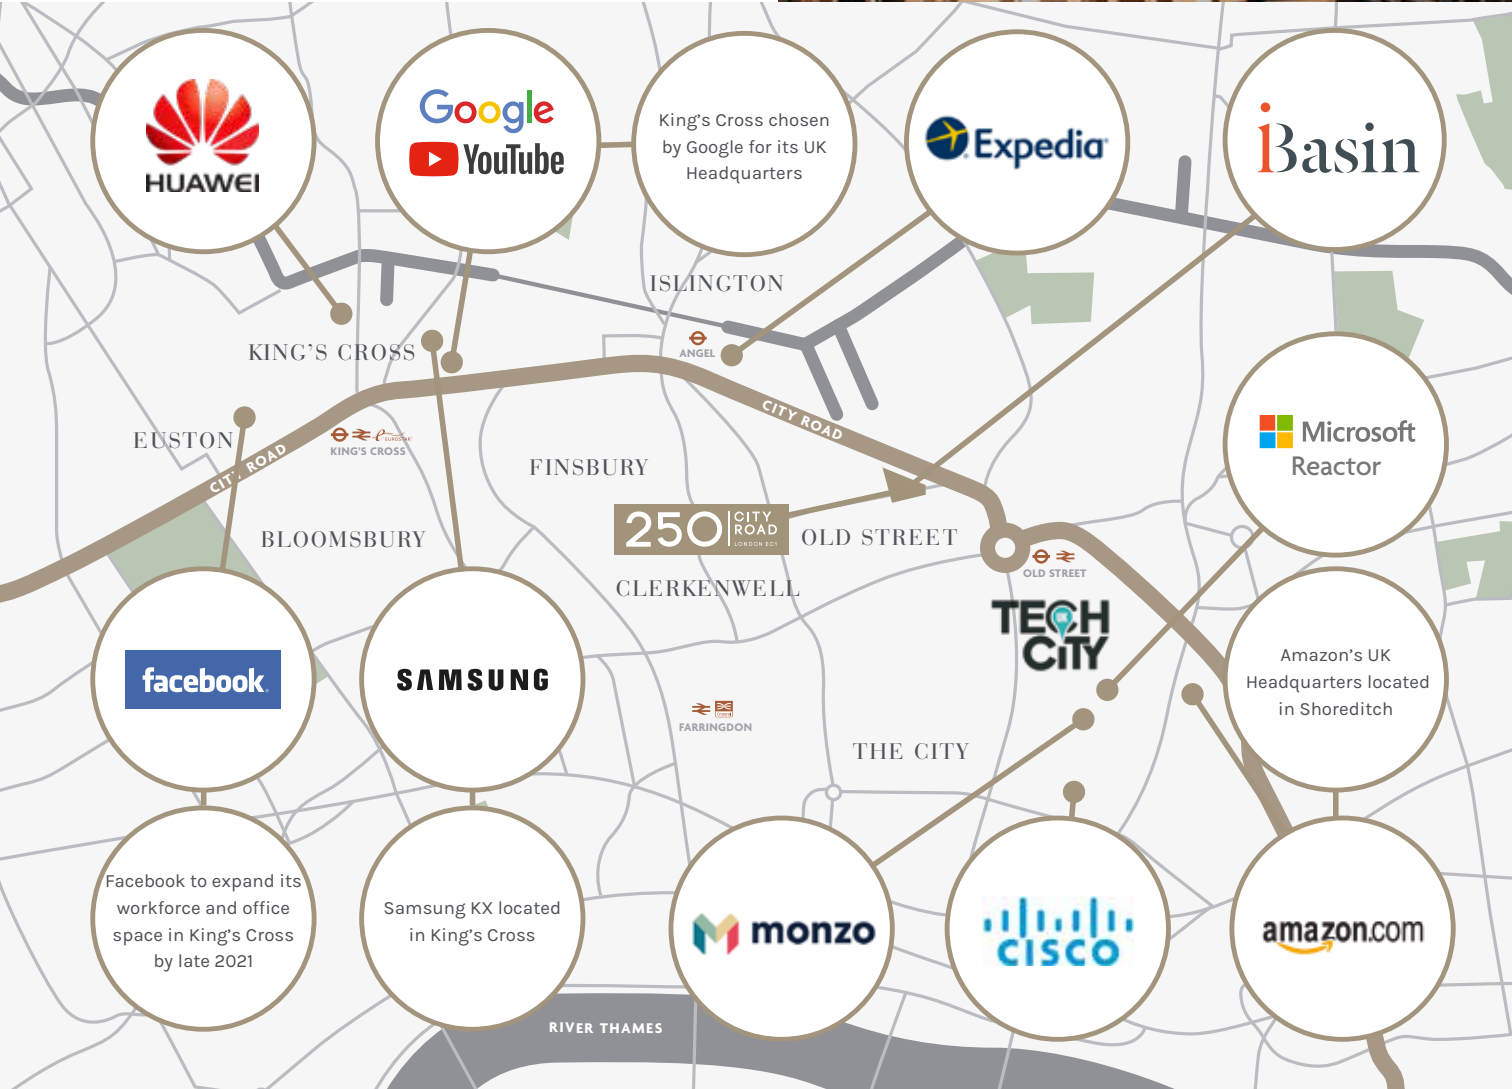 HUAWEI
Google
YouTube
King's Cross chosen
by Google for its UK
Headquarters
Expedia
iBasin
ISLINGTON
ANGEL
KING'S CROSS
CITY ROAD
EUSTON
CITY ROAD
EUROSTAR
KING'S CROSS
FINSBURY
Microsoft
Reactor
250
CITY
ROAD
LONDON EC1
OLD STREET
BLOOMSBURY
OLD STREET
CLERKENWELL
TECH
CITY
facebook
SAMSUNG
Amazon's UK
Headquarters located
in Shoreditch
FARRINGDON
THE CITY
Facebook to expand its
workforce and office
space in King's Cross
by late 2021
Samsung KX located
in King's Cross
monzo
CISCO
amazon.com
RIVER THAMES